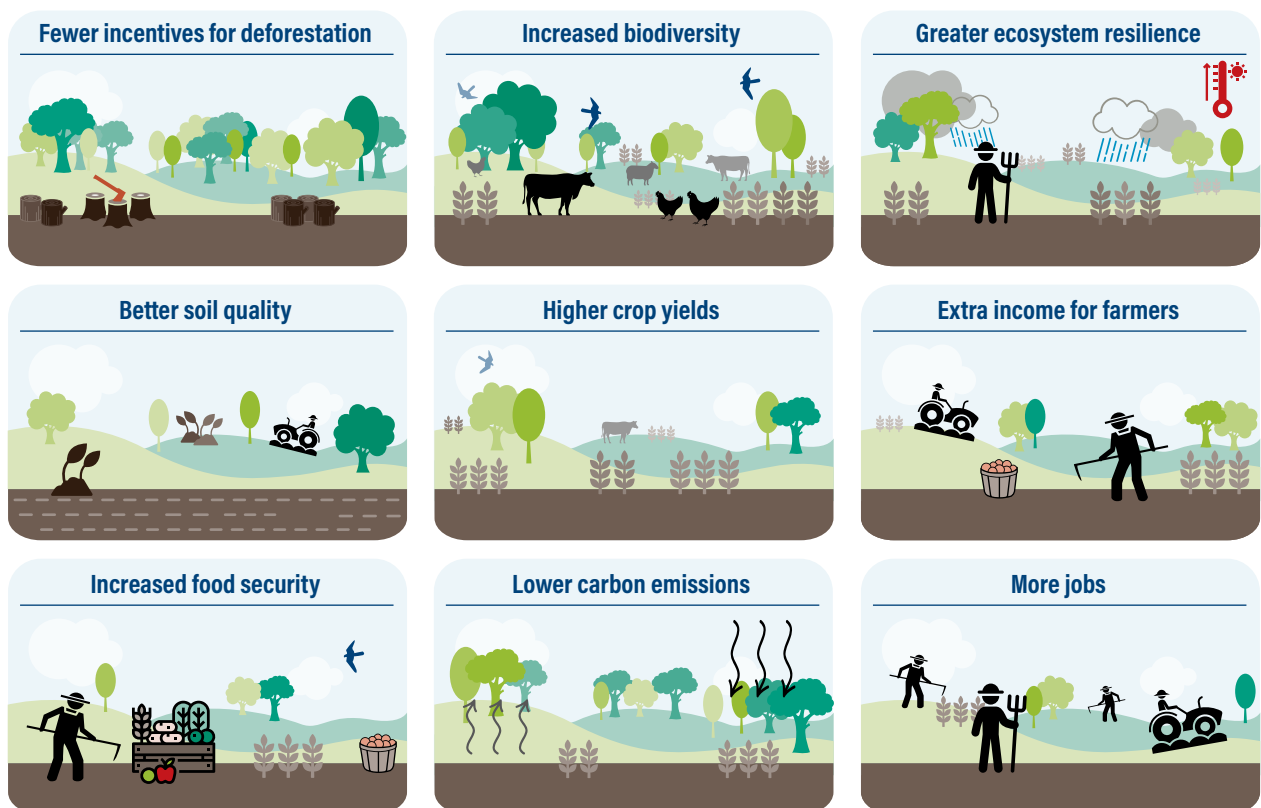 Fewer incentives for deforestation
Increased biodiversity
Greater ecosystem resilience
Better soil quality
Higher crop yields
Extra income for farmers
Increased food security
Lower carbon emissions
More jobs